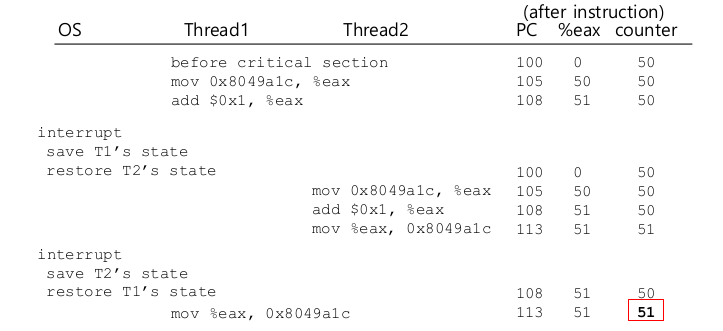 (after instruction)
OS Thread1 Thread2 PC %eax counter
before critical section 100 0 50
mov 0x8049a1c, %eax 105 50 50
add $0x1, %eax 108 51 50
interrupt
save T1’s state
restore T2’s state 100 0 50
mov 0x8049a1c, %eax 105 50 50
add $0x1, %eax 108 51 50
mov %eax, 0x8049a1c 113 51 51
interrupt
save T2’s state
restore T1’s state 108 51 50
mov %eax, 0x8049a1c 113 51 51